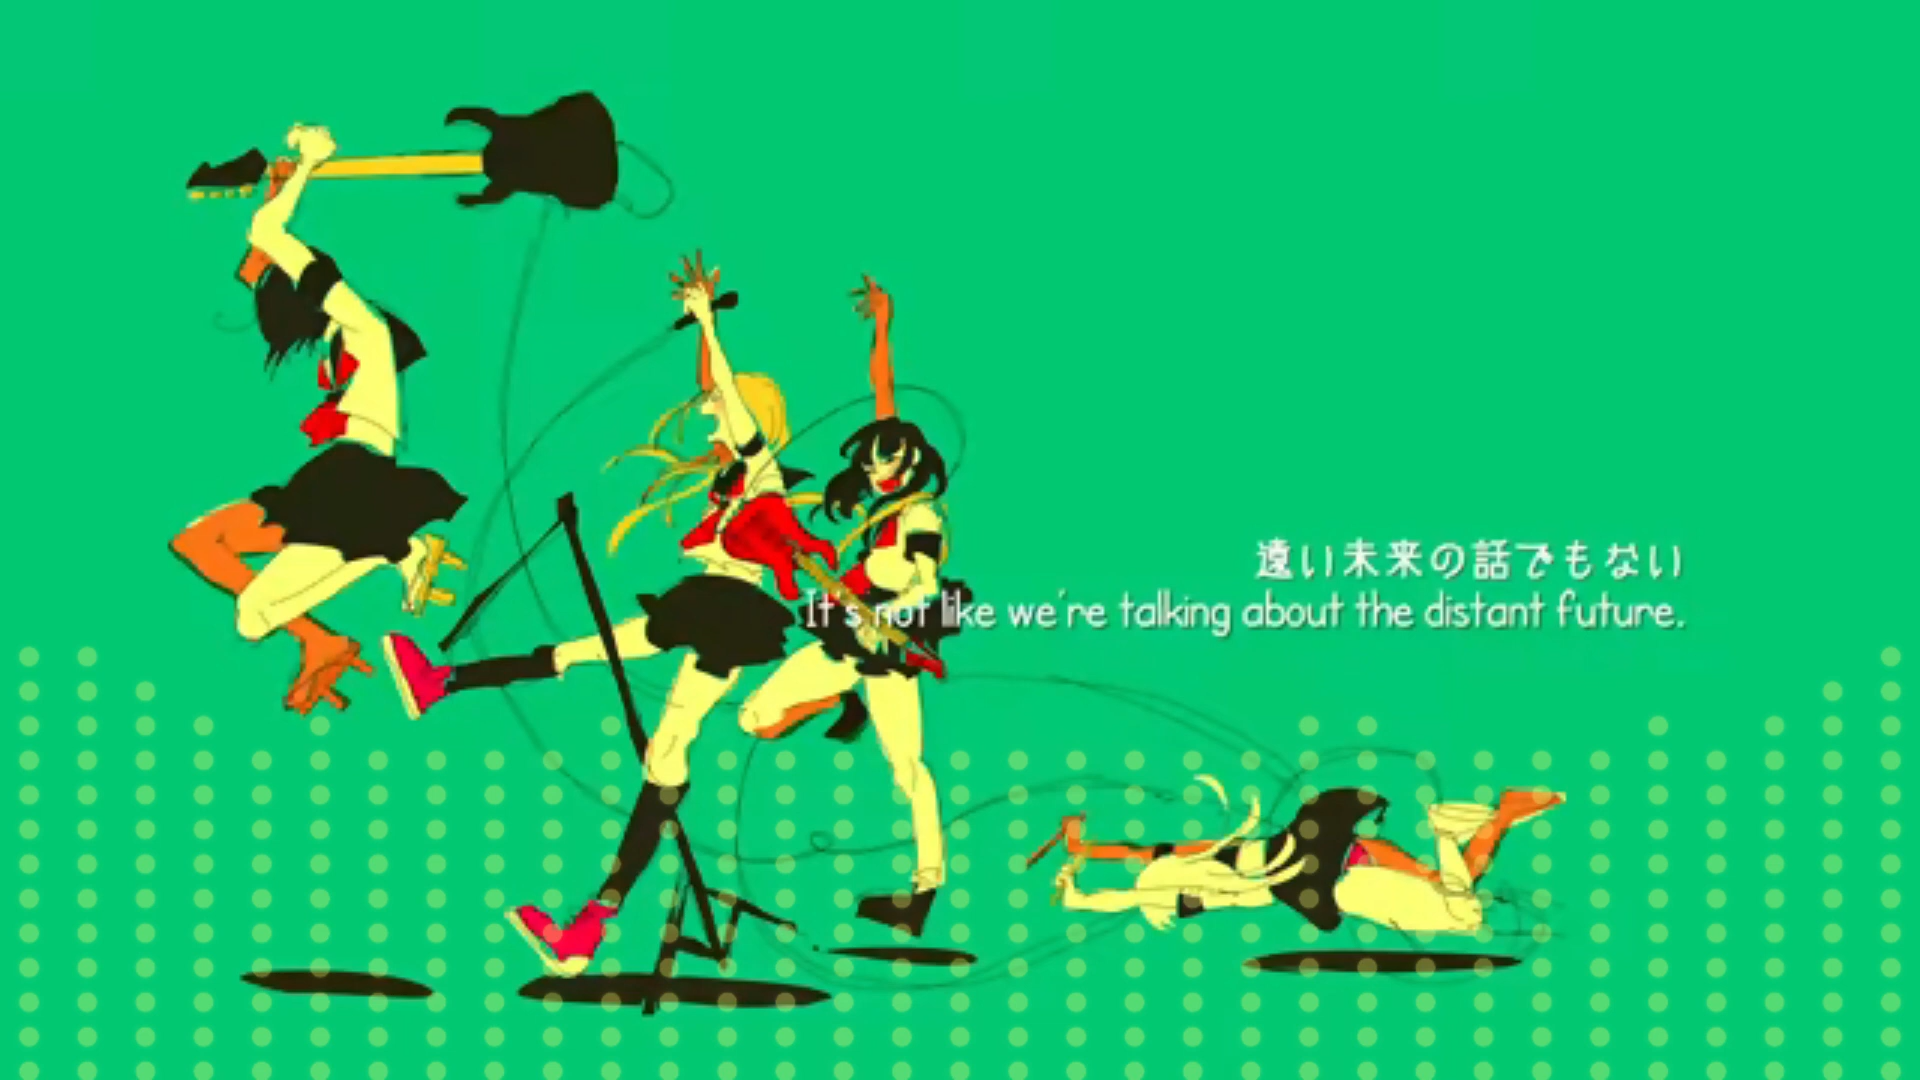 遠い未来の話でもない
It's not like we're talking about the distant future.